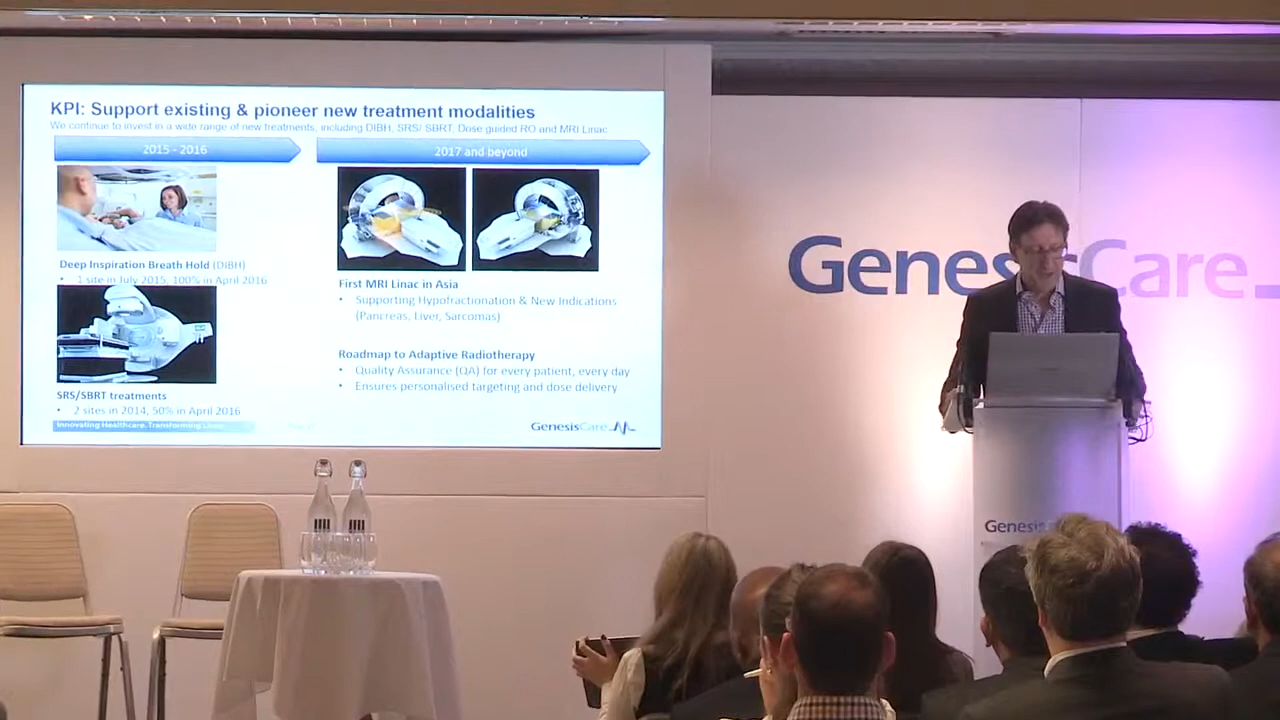 KPI: Support existing & pioneer new treatment modalities
We continue to invest in a wide range of new treatments, including DIBH, SRS/ SBRT, Dose guided RO and MRI Linac
2015 - 2016
2017 and beyond
Deep Inspiration Breath Hold (DIBH)
• 1 site in July 2015, 100% in April 2016
SRS/SBRT treatments
• 2 sites in 2014, 50% in April 2016
First MRI Linac in Asia
• Supporting Hypofractionation & New Indications
(Pancreas, Liver, Sarcomas)
Roadmap to Adaptive Radiotherapy
• Quality Assurance (QA) for every patient, every day
• Ensures personalised targeting and dose delivery
Innovating Healthcare. Transforming Lives.
GenesisCare
GenesisCare
Genesis